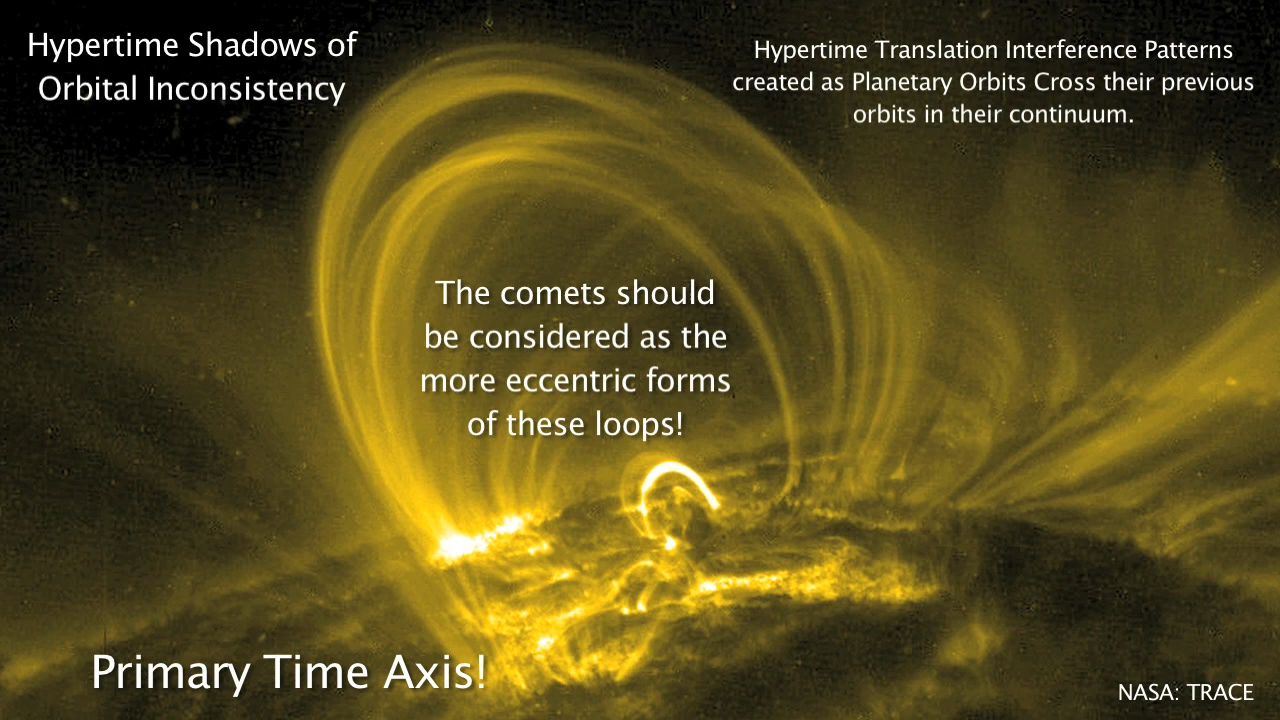 Hypertime Shadows of
Orbital Inconsistency
Hypertime Translation Interference Patterns
created as Planetary Orbits Cross their previous
orbits in their continuum.
The comets should
be considered as the
more eccentric forms
of these loops!
Primary Time Axis!
NASA: TRACE